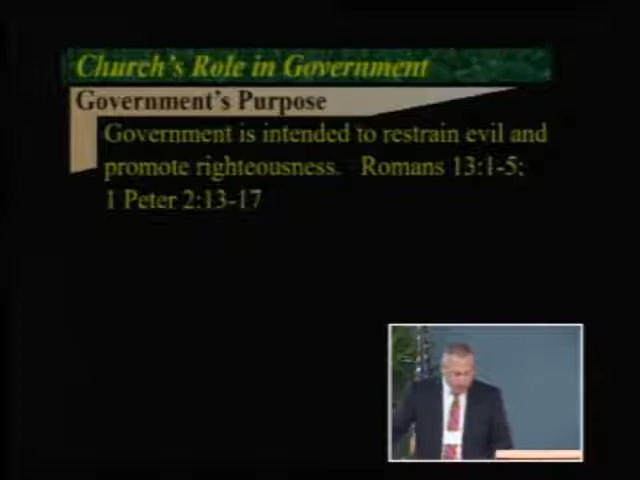 Church's Role in Government
Government's Purpose
Government is intended to restrain evil and
promote righteousness. Romans 13:1-5;
1 Peter 2:13-17